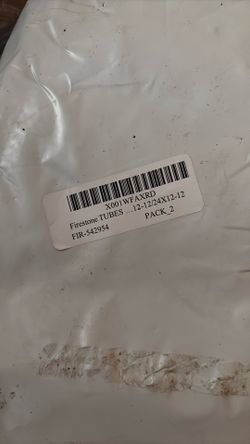 X001WFAXRD
Firestone TUBES ...12-12/24X12-12
FIR-542954 PACK_2